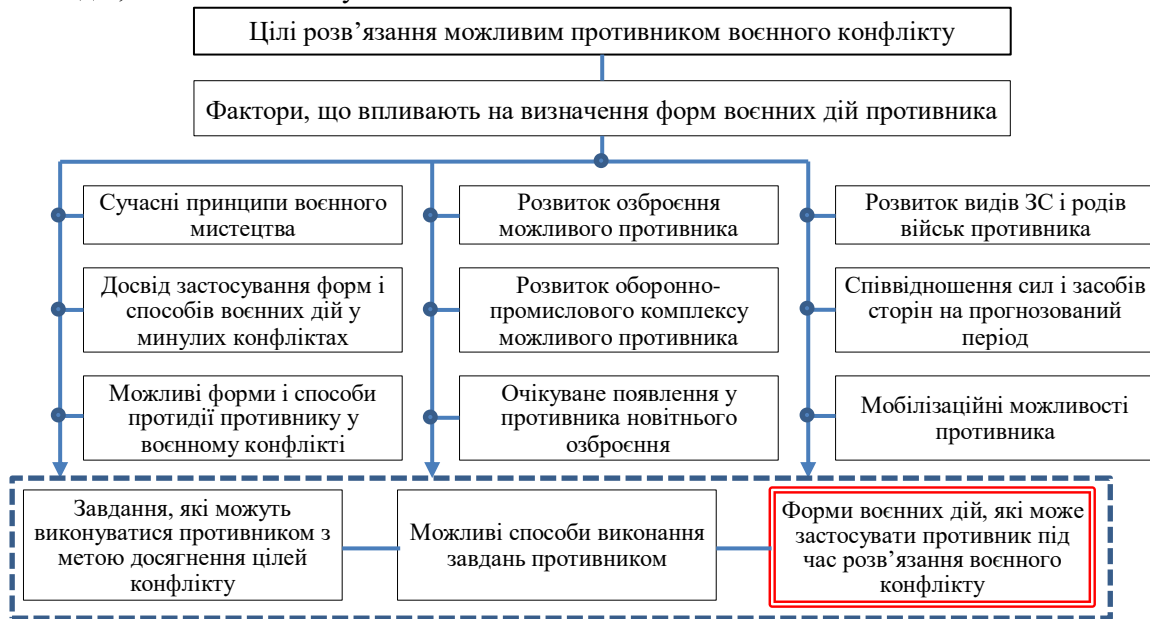 Цілі розв’язання можливим противником воєнного конфлікту
Фактори, що впливають на визначення форм воєнних дій противника
Сучасні принципи воєнного
мистецтва
Досвід застосування форм і
способів воєнних дій у
минулих конфліктах
Можливі форми і способи
протидії противнику у
воєнному конфлікті
Розвиток озброєння
можливого противника
Розвиток оборонно-
промислового комплексу
можливого противника
Очікуване появлення у
противника новітнього
озброєння
Розвиток видів ЗС і родів
військ противника
Співвідношення сил і засобів
сторін на прогнозований
період
Мобілізаційні можливості
противника
Завдання, які можуть
виконуватися противником з
метою досягнення цілей
конфлікту
Можливі способи виконання
завдань противником
Форми воєнних дій, які може
застосувати противник під
час розв’язання воєнного
конфлікту